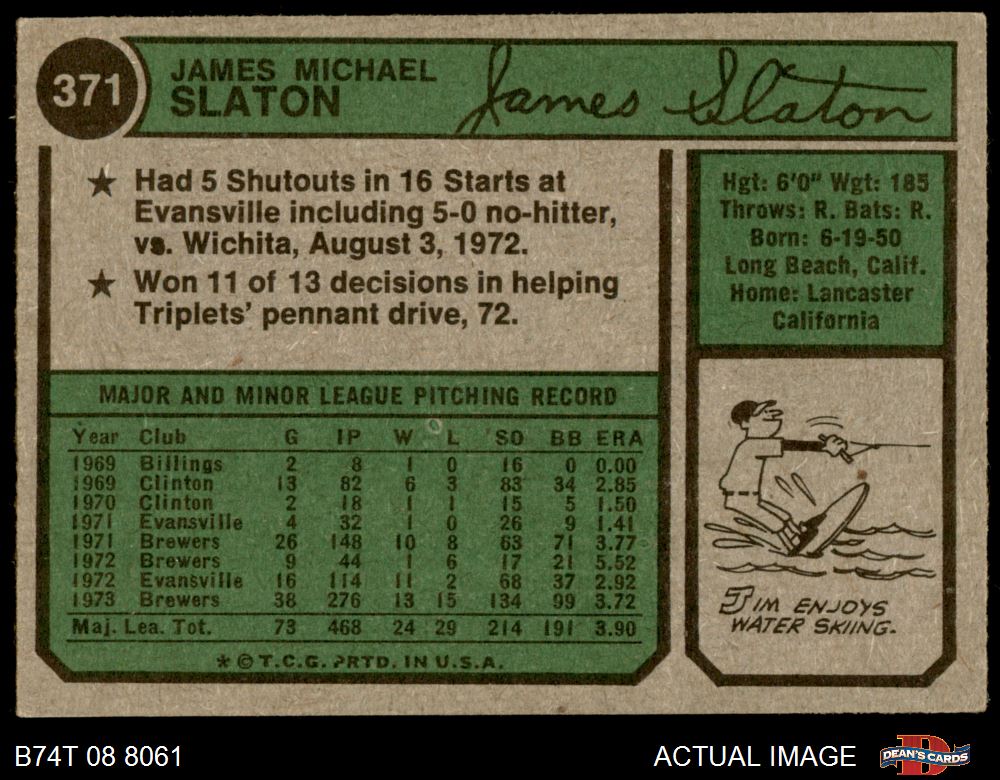 371
JAMES MICHAEL
SLATON
James Slaton
★ Had 5 Shutouts in 16 Starts at
Evansville including 5-0 no-hitter,
vs. Wichita, August 3, 1972.
★ Won 11 of 13 decisions in helping
Triplets' pennant drive, 72.
Hgt: 6'0" Wgt: 185
Throws: R. Bats: R.
Born: 6-19-50
Long Beach, Calif.
Home: Lancaster
California
MAJOR AND MINOR LEAGUE PITCHING RECORD
Year Club G IP W L SO BB ERA
1969 Billings 2 8 1 0 16 0 0.00
1969 Clinton 13 82 6 3 83 34 2.85
1970 Clinton 2 18 1 1 15 5 1.50
1971 Evansville 4 32 1 0 26 9 1.41
1971 Brewers 26 148 10 8 63 71 3.77
1972 Brewers 9 44 1 6 17 21 5.52
1972 Evansville 16 114 11 2 68 37 2.92
1973 Brewers 38 276 13 15 134 99 3.72
Maj. Lea. Tot. 73 468 24 29 214 191 3.90
* © T.C.G. PRTD. IN U.S.A.
JIM ENJOYS
WATER SKIING.
B74T 08 8061
ACTUAL IMAGE
DEAN'S CARDS